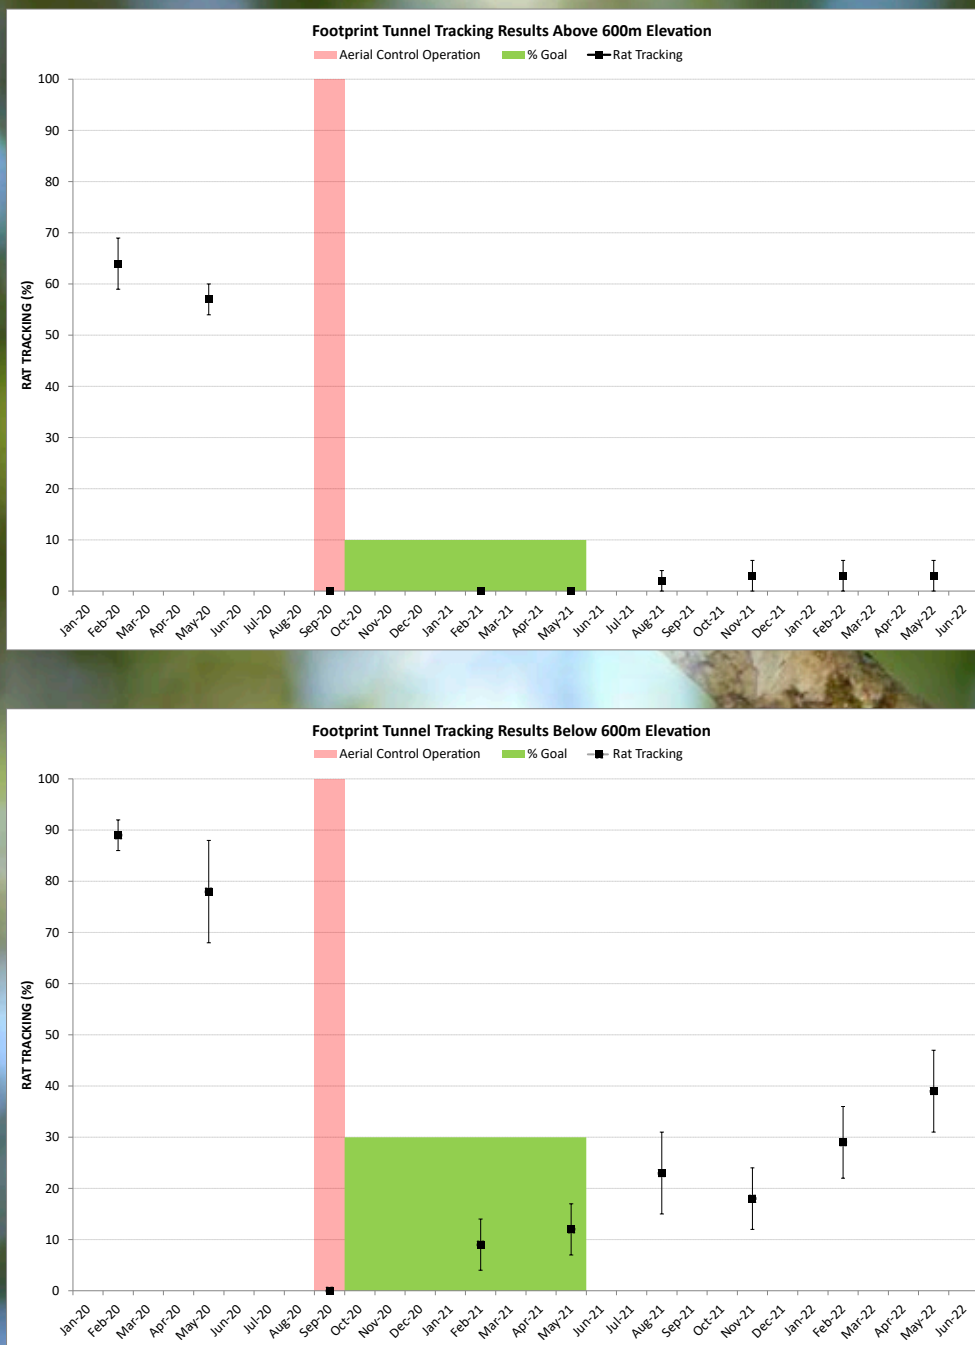 Footprint Tunnel Tracking Results Above 600m Elevation
Aerial Control Operation % Goal Rat Tracking
RAT TRACKING (%)
100
90
80
70
60
50
40
30
20
10
0
Jan-20 Feb-20 Mar-20 Apr-20 May-20 Jun-20 Jul-20 Aug-20 Sep-20 Oct-20 Nov-20 Dec-20 Jan-21 Feb-21 Mar-21 Apr-21 May-21 Jun-21 Jul-21 Aug-21 Sep-21 Oct-21 Nov-21 Dec-21 Jan-22 Feb-22 Mar-22 Apr-22 May-22 Jun-22
Footprint Tunnel Tracking Results Below 600m Elevation
Aerial Control Operation % Goal Rat Tracking
RAT TRACKING (%)
100
90
80
70
60
50
40
30
20
10
0
Jan-20 Feb-20 Mar-20 Apr-20 May-20 Jun-20 Jul-20 Aug-20 Sep-20 Oct-20 Nov-20 Dec-20 Jan-21 Feb-21 Mar-21 Apr-21 May-21 Jun-21 Jul-21 Aug-21 Sep-21 Oct-21 Nov-21 Dec-21 Jan-22 Feb-22 Mar-22 Apr-22 May-22 Jun-22